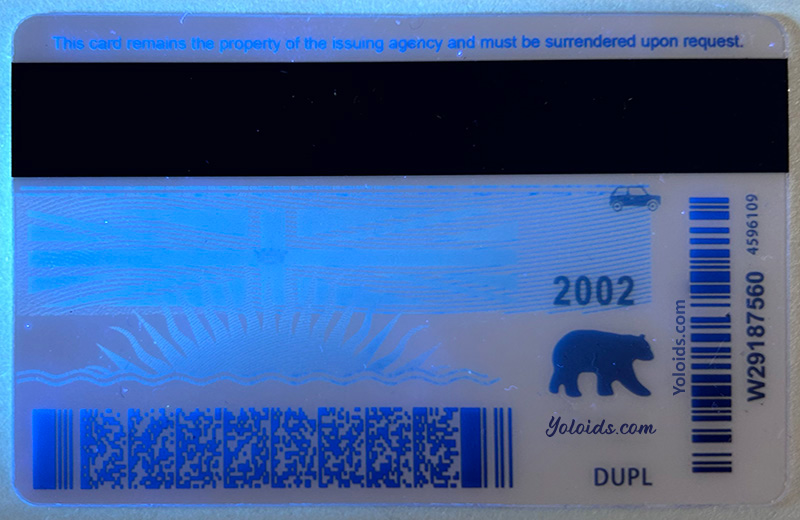 This card remains the property of the issuing agency and must be surrendered upon request.
2002
Yoloids.com
DUPL
Yoloids.com
W29187560
4596109